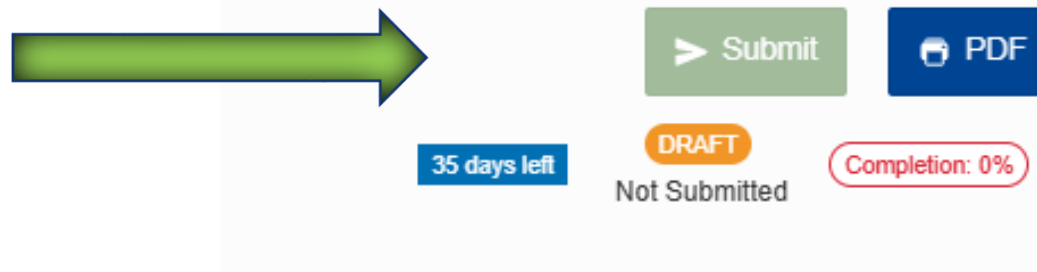 Submit
PDF
35 days left
DRAFT
Not Submitted
Completion: 0%